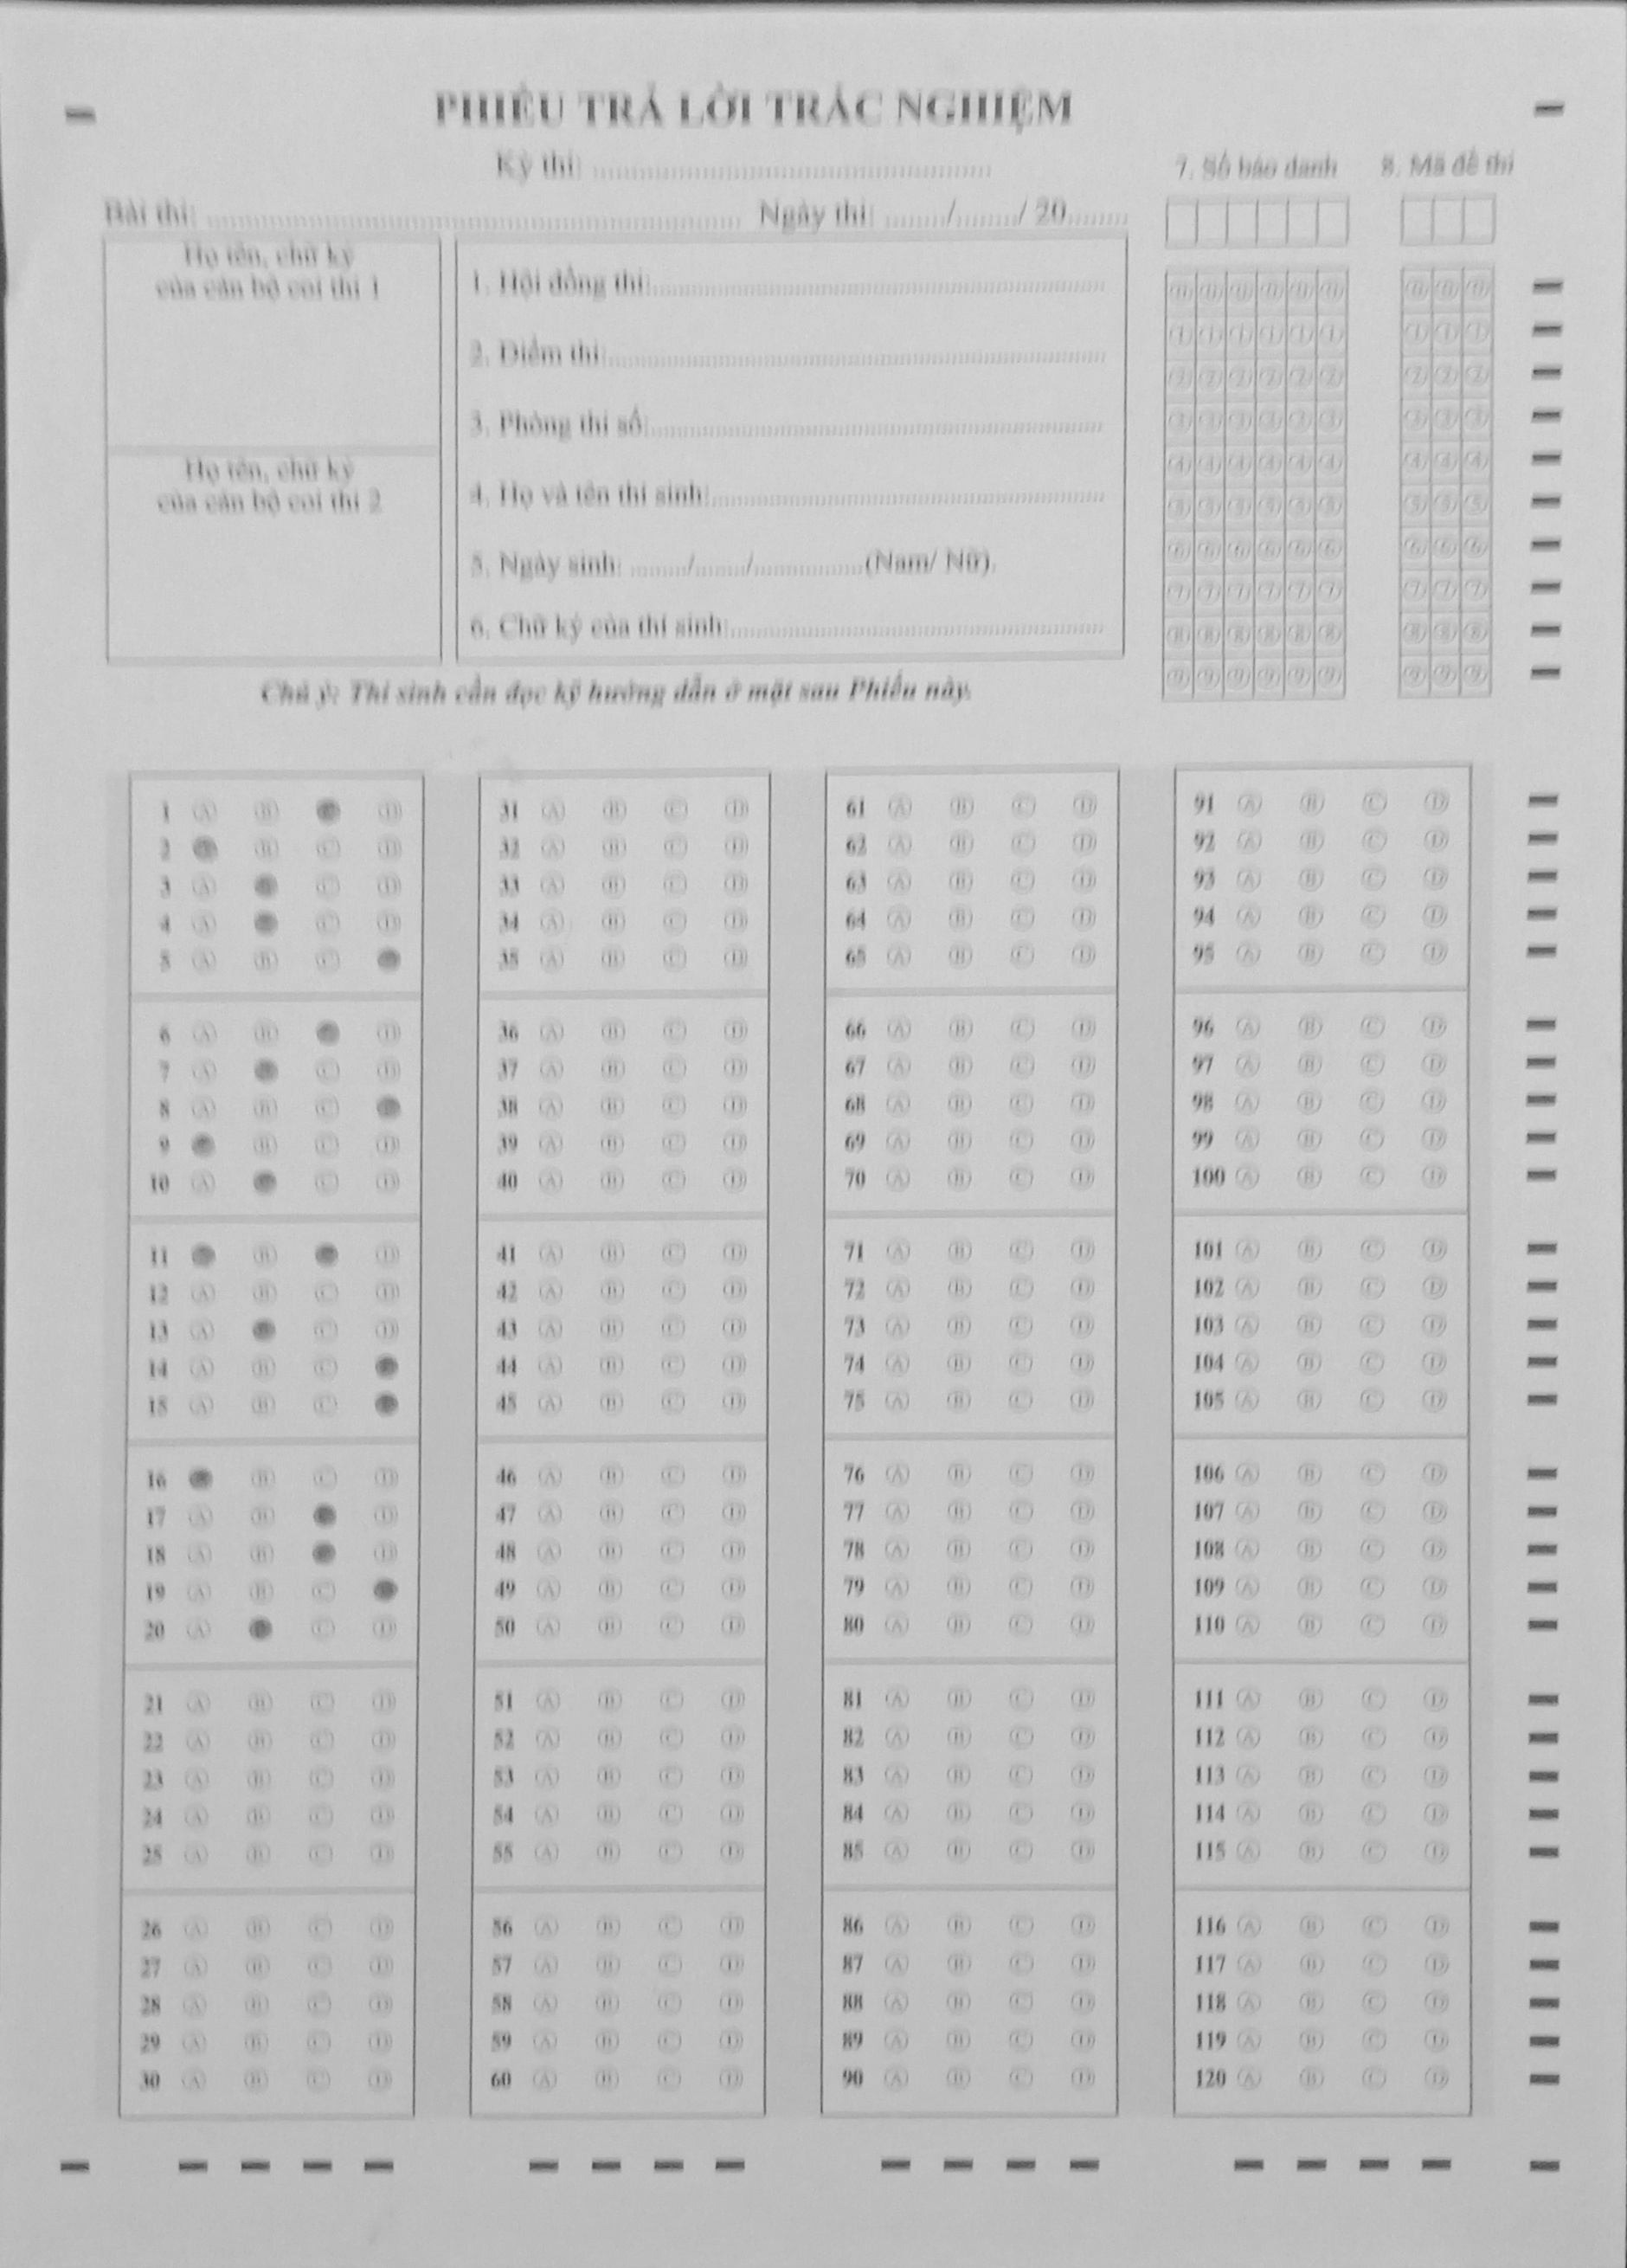 PHIẾU TRẢ LỜI TRẮC NGHIỆM
Kỳ thi: ............................................
7. Số báo danh
8. Mã đề thi
Bài thi: ............................................ Ngày thi: ......./......./ 20.......
Họ tên, chữ ký
của cán bộ coi thi 1
Họ tên, chữ ký
của cán bộ coi thi 2
1. Hội đồng thi:............................................
2. Điểm thi:............................................
3. Phòng thi số:............................................
4. Họ và tên thí sinh:............................................
5. Ngày sinh: ......./......./...............(Nam/ Nữ).
6. Chữ ký của thí sinh:............................................
0 0 0 0 0 0 0 0 0
1 1 1 1 1 1 1 1 1
2 2 2 2 2 2 2 2 2
3 3 3 3 3 3 3 3 3
4 4 4 4 4 4 4 4 4
5 5 5 5 5 5 5 5 5
6 6 6 6 6 6 6 6 6
7 7 7 7 7 7 7 7 7
8 8 8 8 8 8 8 8 8
9 9 9 9 9 9 9 9 9
Chú ý: Thí sinh cần đọc kỹ hướng dẫn ở mặt sau Phiếu này.
1 A B D
2 B C D
3 A C D
4 A C D
5 A B C
6 A B D
7 A C D
8 A B C
9 B C D
10 A C D
11 B D
12 A B C D
13 A C D
14 A B C
15 A B C
16 B C D
17 A B D
18 A B D
19 A B C
20 A C D
21 A B C D
22 A B C D
23 A B C D
24 A B C D
25 A B C D
26 A B C D
27 A B C D
28 A B C D
29 A B C D
30 A B C D
31 A B C D
32 A B C D
33 A B C D
34 A B C D
35 A B C D
36 A B C D
37 A B C D
38 A B C D
39 A B C D
40 A B C D
41 A B C D
42 A B C D
43 A B C D
44 A B C D
45 A B C D
46 A B C D
47 A B C D
48 A B C D
49 A B C D
50 A B C D
51 A B C D
52 A B C D
53 A B C D
54 A B C D
55 A B C D
56 A B C D
57 A B C D
58 A B C D
59 A B C D
60 A B C D
61 A B C D
62 A B C D
63 A B C D
64 A B C D
65 A B C D
66 A B C D
67 A B C D
68 A B C D
69 A B C D
70 A B C D
71 A B C D
72 A B C D
73 A B C D
74 A B C D
75 A B C D
76 A B C D
77 A B C D
78 A B C D
79 A B C D
80 A B C D
81 A B C D
82 A B C D
83 A B C D
84 A B C D
85 A B C D
86 A B C D
87 A B C D
88 A B C D
89 A B C D
90 A B C D
91 A B C D
92 A B C D
93 A B C D
94 A B C D
95 A B C D
96 A B C D
97 A B C D
98 A B C D
99 A B C D
100 A B C D
101 A B C D
102 A B C D
103 A B C D
104 A B C D
105 A B C D
106 A B C D
107 A B C D
108 A B C D
109 A B C D
110 A B C D
111 A B C D
112 A B C D
113 A B C D
114 A B C D
115 A B C D
116 A B C D
117 A B C D
118 A B C D
119 A B C D
120 A B C D